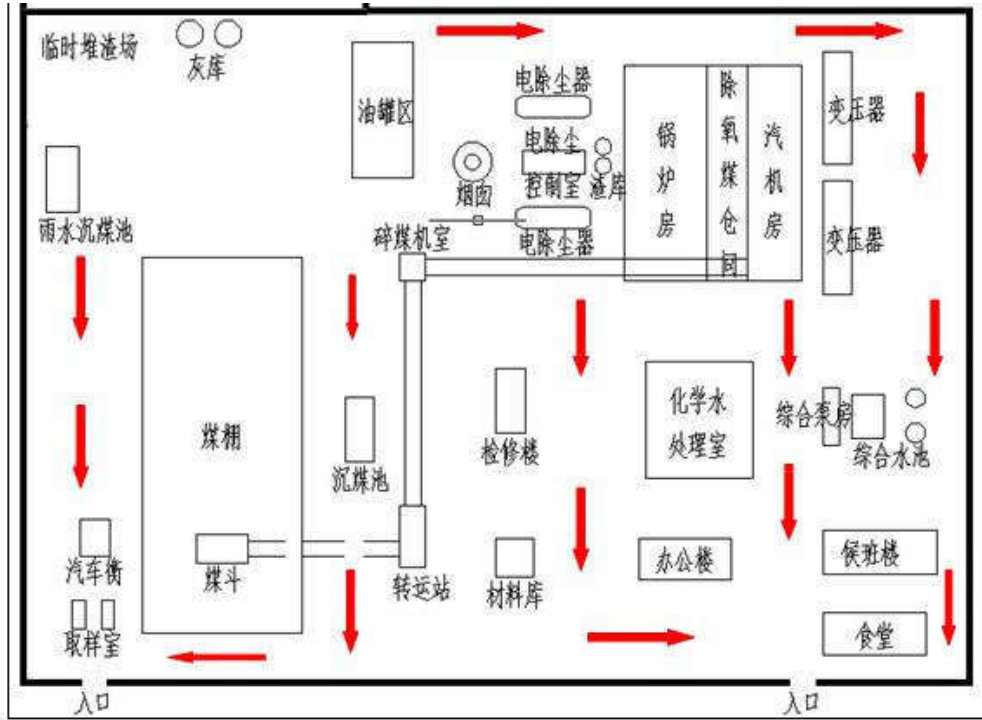 临时堆渣场
灰库
油罐区
电除尘器
电除尘
控制室
渣库
烟囱
电除尘器
锅炉房
除氧煤仓间
汽机房
变压器
变压器
雨水沉煤池
碎煤机室
煤棚
沉煤池
检修楼
化学水
处理室
综合泵房
综合水池
汽车衡
煤斗
转运站
材料库
办公楼
候班楼
取样室
食堂
入口
入口